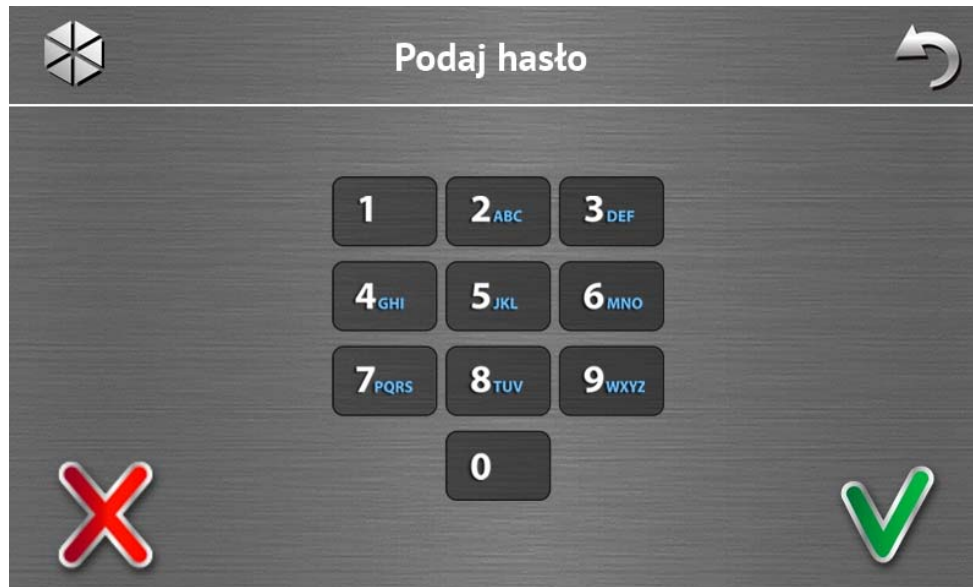 Podaj hasło
1 2ABC 3DEF
4GHI 5JKL 6MNO
7PQRS 8TUV 9WXYZ
0